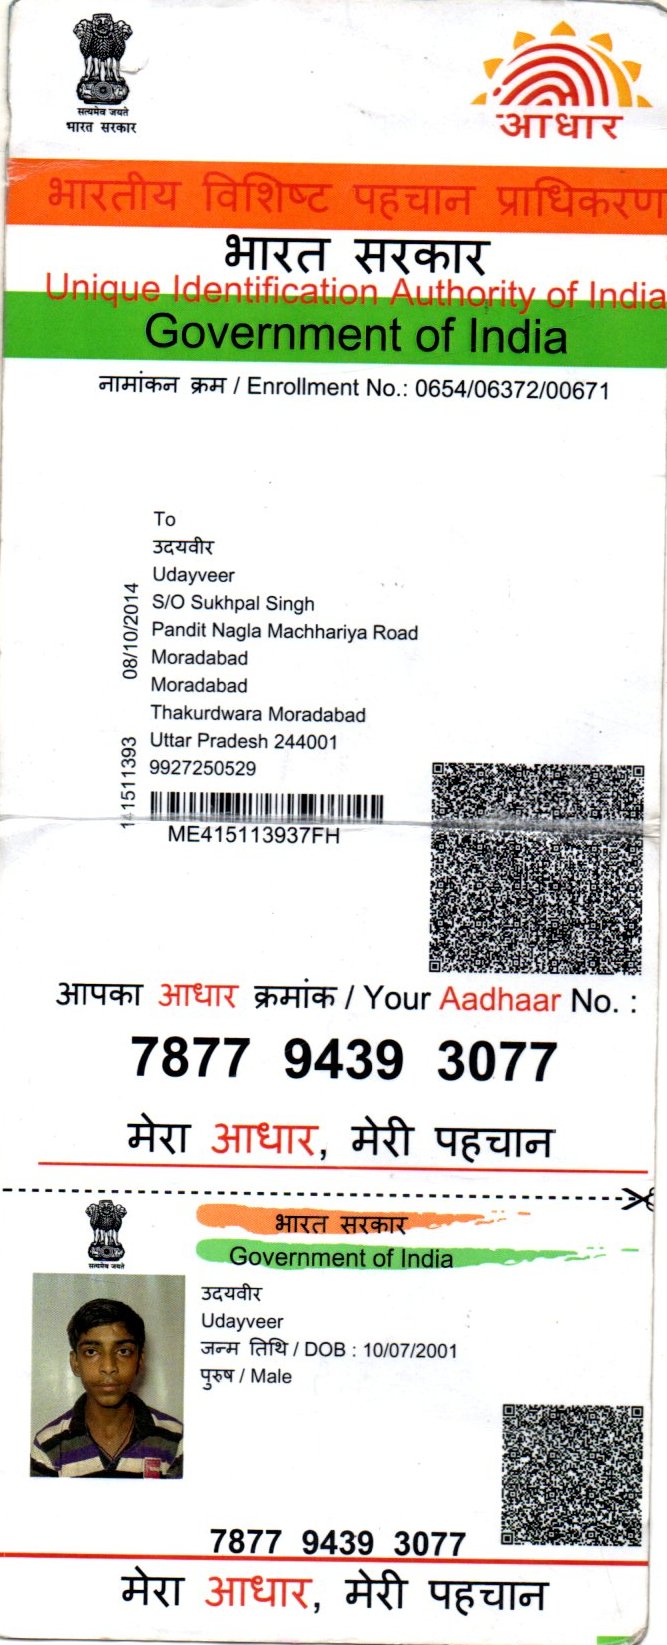 सत्यमेव जयते
भारत सरकार
आधार
भारतीय विशिष्ट पहचान प्राधिकरण
भारत सरकार
Unique Identification Authority of India
Government of India
नामांकन क्रम / Enrollment No.: 0654/06372/00671
To
उदयवीर
Udayveer
S/O Sukhpal Singh
Pandit Nagla Machhariya Road
Moradabad
Moradabad
Thakurdwara Moradabad
Uttar Pradesh 244001
9927250529
08/10/2014
141511393
ME415113937FH
आपका आधार क्रमांक / Your Aadhaar No. :
7877 9439 3077
मेरा आधार, मेरी पहचान
सत्यमेव जयते
भारत सरकार
Government of India
उदयवीर
Udayveer
जन्म तिथि / DOB : 10/07/2001
पुरुष / Male
7877 9439 3077
मेरा आधार, मेरी पहचान